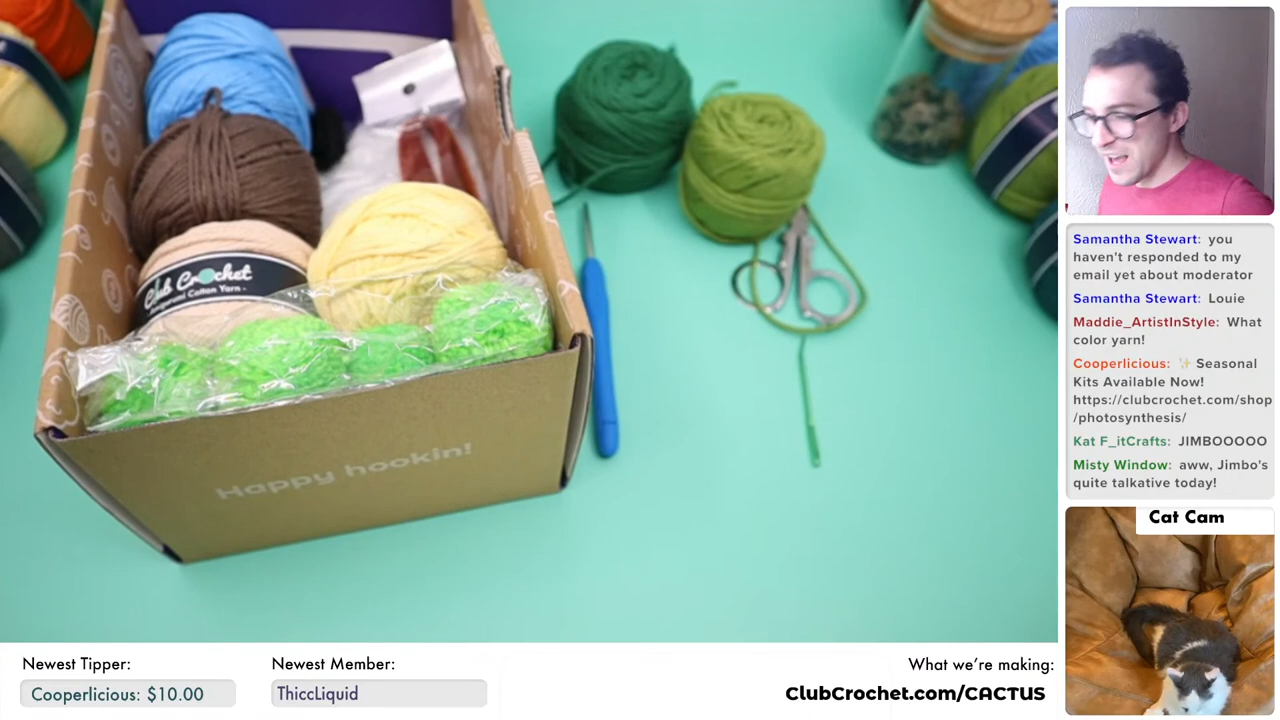 Club Crochet
Amigurumi Cotton Yarn -
Happy hookin!
Samantha Stewart: you
haven't responded to my
email yet about moderator
Samantha Stewart: Louie
Maddie_ArtistInStyle: What
color yarn!
Cooperlicious: ✨ Seasonal
Kits Available Now!
https://clubcrochet.com/shop
/photosynthesis/
Kat F_itCrafts: JIMBOOOOO
Misty Window: aww, Jimbo's
quite talkative today!
Cat Cam
Newest Tipper:
Cooperlicious: $10.00
Newest Member:
ThiccLiquid
What we're making:
ClubCrochet.com/CACTUS